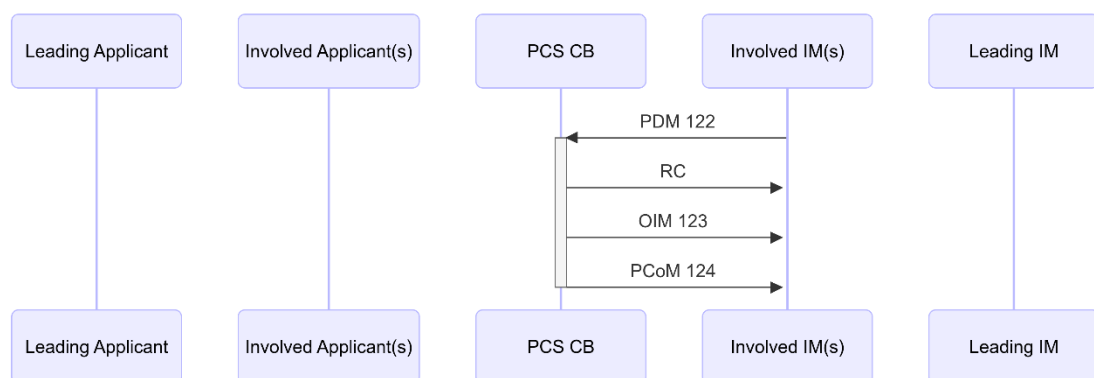 Leading Applicant
Involved Applicant(s)
PCS CB
Involved IM(s)
Leading IM
PDM 122
RC
OIM 123
PCoM 124
Leading Applicant
Involved Applicant(s)
PCS CB
Involved IM(s)
Leading IM